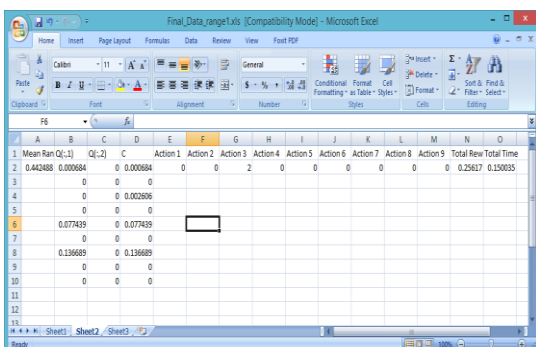 Final_Data_range1.xls [Compatibility Mode] - Microsoft Excel
Home Insert Page Layout Formulas Data Review View Foxit PDF
Calibri 11 A A General Insert
Delete
Paste B I U $ % , Conditional Format Cell Format Sort & Find &
Formatting as Table Styles Filter Select
Clipboard Font Alignment Number Styles Cells Editing
F6 fx
A B C D E F G H I J K L M N O
1 Mean Ran Q(:,1) Q(:,2) C Action 1 Action 2 Action 3 Action 4 Action 5 Action 6 Action 7 Action 8 Action 9 Total Rew Total Time
2 0.442488 0.000684 0 0.000684 0 0 2 0 0 0 0 0 0 0.25617 0.150035
3 0 0 0
4 0 0 0.002606
5 0 0 0
6 0.077439 0 0.077439
7 0 0 0
8 0.136689 0 0.136689
9 0 0 0
10 0 0 0
11
12
13
Sheet1 Sheet2 Sheet3
Ready 100%